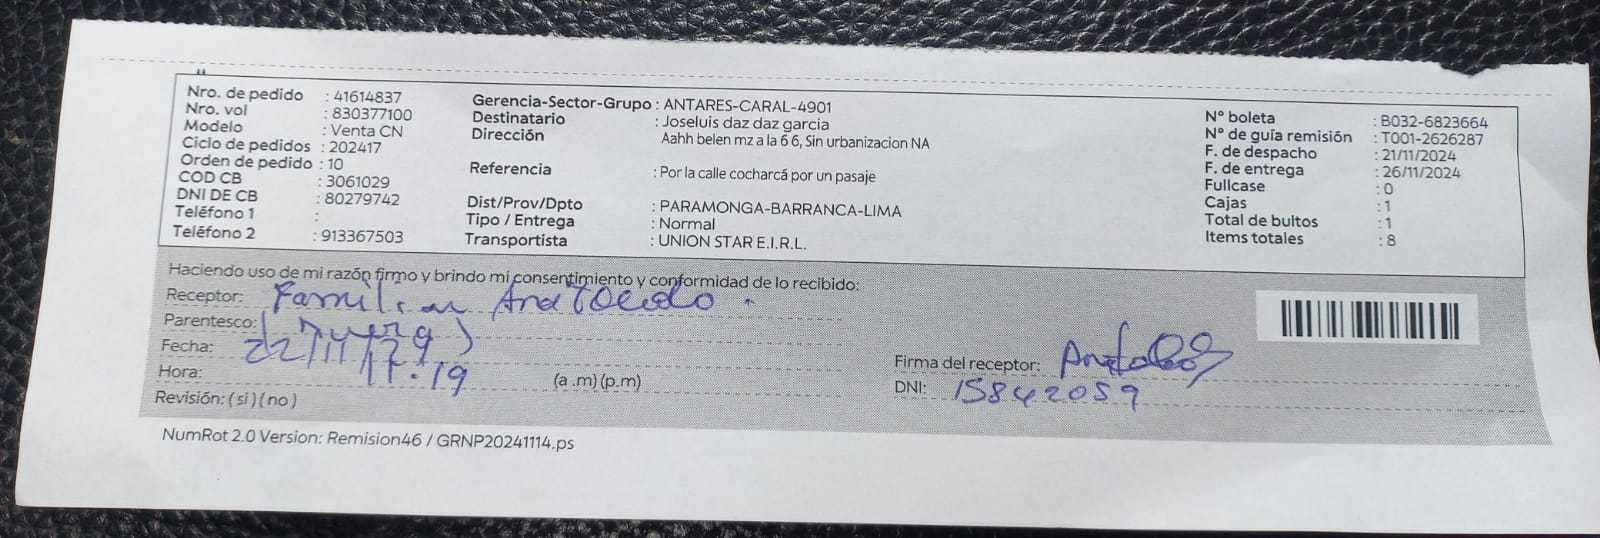 Nro. de pedido : 41614837
Nro. vol : 830377100
Modelo : Venta CN
Ciclo de pedidos : 202417
Orden de pedido : 10
COD CB : 3061029
DNI DE CB : 80279742
Teléfono 1 :
Teléfono 2 : 913367503
Gerencia-Sector-Grupo : ANTARES-CARAL-4901
Destinatario : Joseluis daz daz garcia
Dirección Aahh belen mz a la 6 6, Sin urbanizacion NA
Referencia : Por la calle cocharcá por un pasaje
Dist/Prov/Dpto : PARAMONGA-BARRANCA-LIMA
Tipo / Entrega : Normal
Transportista : UNION STAR E.I.R.L.
N° boleta : B032-6823664
N° de guía remisión : T001-2626287
F. de despacho : 21/11/2024
F. de entrega : 26/11/2024
Fullcase : 0
Cajas : 1
Total de bultos : 1
Items totales : 8
Haciendo uso de mi razón firmo y brindo mi consentimiento y conformidad de lo recibido:
Receptor: Familiar
Parentesco:
Fecha: 22/11/
Hora: 11:19 (a .m) (p.m)
Revisión: ( si ) ( no )
Firma del receptor:
DNI: 15842059
NumRot 2.0 Version: Remision46 / GRNP20241114.ps